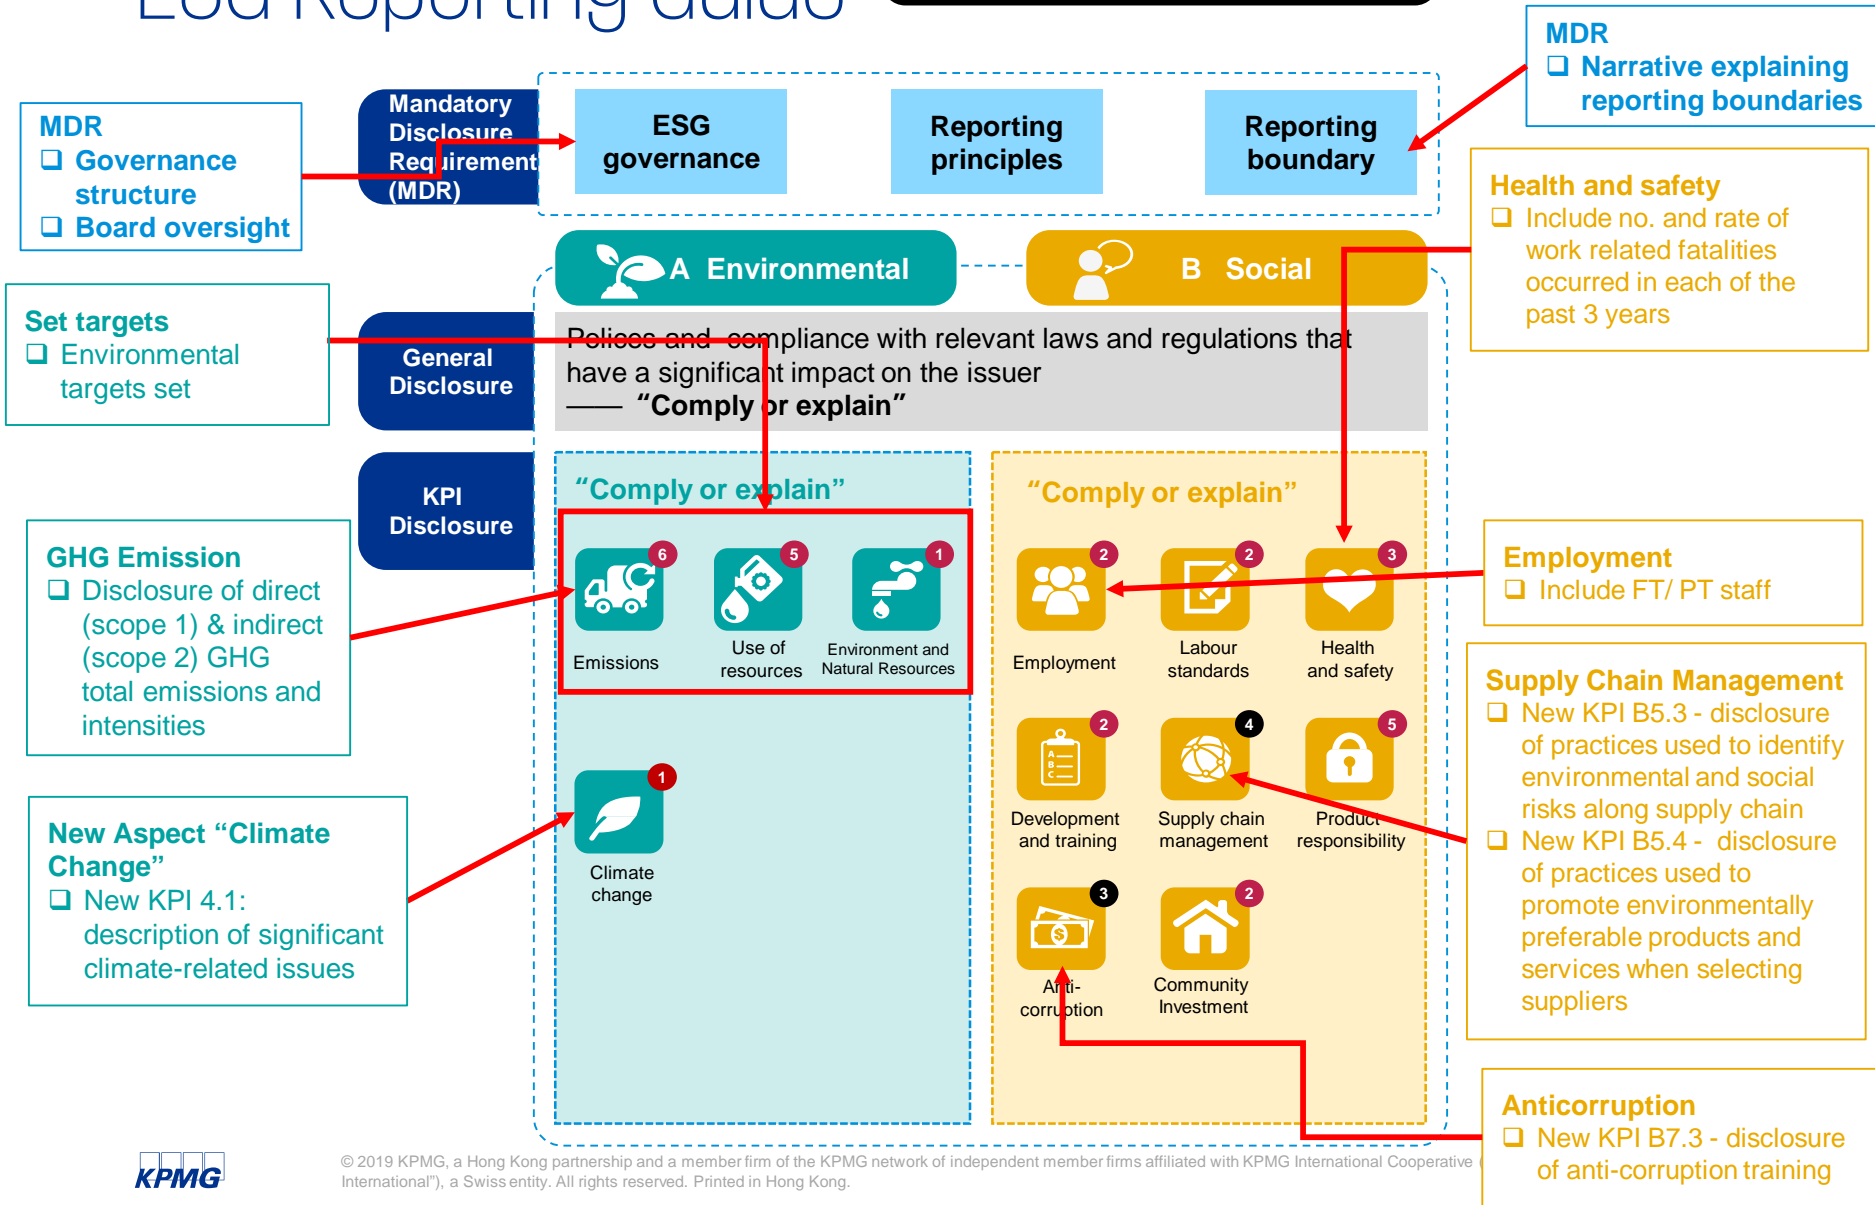 ESG Reporting Guide
MDR
❑ Narrative explaining
reporting boundaries
MDR
❑ Governance
structure
❑ Board oversight
Mandatory
Disclosure
Requirement
(MDR)
ESG
governance
Reporting
principles
Reporting
boundary
Health and safety
❑ Include no. and rate of
work related fatalities
occurred in each of the
past 3 years
A Environmental
B Social
Set targets
❑ Environmental
targets set
General
Disclosure
Polices and compliance with relevant laws and regulations that
have a significant impact on the issuer
—— “Comply or explain”
KPI
Disclosure
“Comply or explain”
“Comply or explain”
GHG Emission
❑ Disclosure of direct
(scope 1) & indirect
(scope 2) GHG
total emissions and
intensities
6
Emissions
5
Use of
resources
1
Environment and
Natural Resources
2
Employment
2
Labour
standards
3
Health
and safety
Employment
❑ Include FT/ PT staff
Supply Chain Management
❑ New KPI B5.3 - disclosure
of practices used to identify
environmental and social
risks along supply chain
❑ New KPI B5.4 - disclosure
of practices used to
promote environmentally
preferable products and
services when selecting
suppliers
2
A
B
C
Development
and training
4
Supply chain
management
5
Product
responsibility
New Aspect “Climate
Change”
❑ New KPI 4.1:
description of significant
climate-related issues
1
Climate
change
3
$
Anti-
corruption
2
Community
Investment
Anticorruption
❑ New KPI B7.3 - disclosure
of anti-corruption training
KPMG
© 2019 KPMG, a Hong Kong partnership and a member firm of the KPMG network of independent member firms affiliated with KPMG International Cooperative (
International”), a Swiss entity. All rights reserved. Printed in Hong Kong.